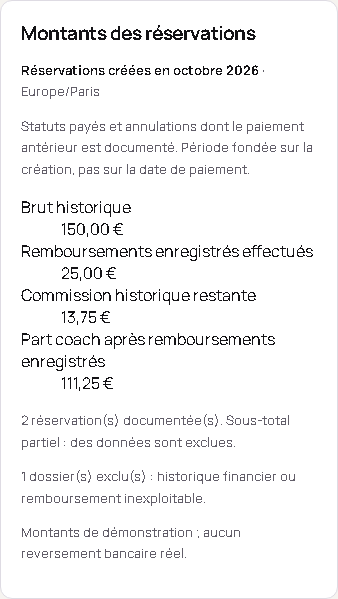 Montants des réservations
Réservations créées en octobre 2026 ·
Europe/Paris
Statuts payés et annulations dont le paiement
antérieur est documenté. Période fondée sur la
création, pas sur la date de paiement.
Brut historique
150,00 €
Remboursements enregistrés effectués
25,00 €
Commission historique restante
13,75 €
Part coach après remboursements
enregistrés
111,25 €
2 réservation(s) documentée(s). Sous-total
partiel : des données sont exclues.
1 dossier(s) exclu(s) : historique financier ou
remboursement inexploitable.
Montants de démonstration ; aucun
reversement bancaire réel.